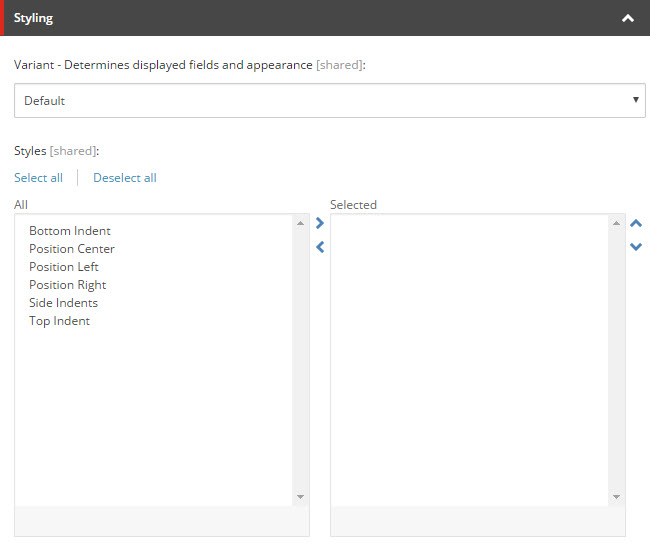 Styling
Variant - Determines displayed fields and appearance [shared]:
Default
Styles [shared]:
Select all
Deselect all
All
Selected
Bottom Indent
Position Center
Position Left
Position Right
Side Indents
Top Indent